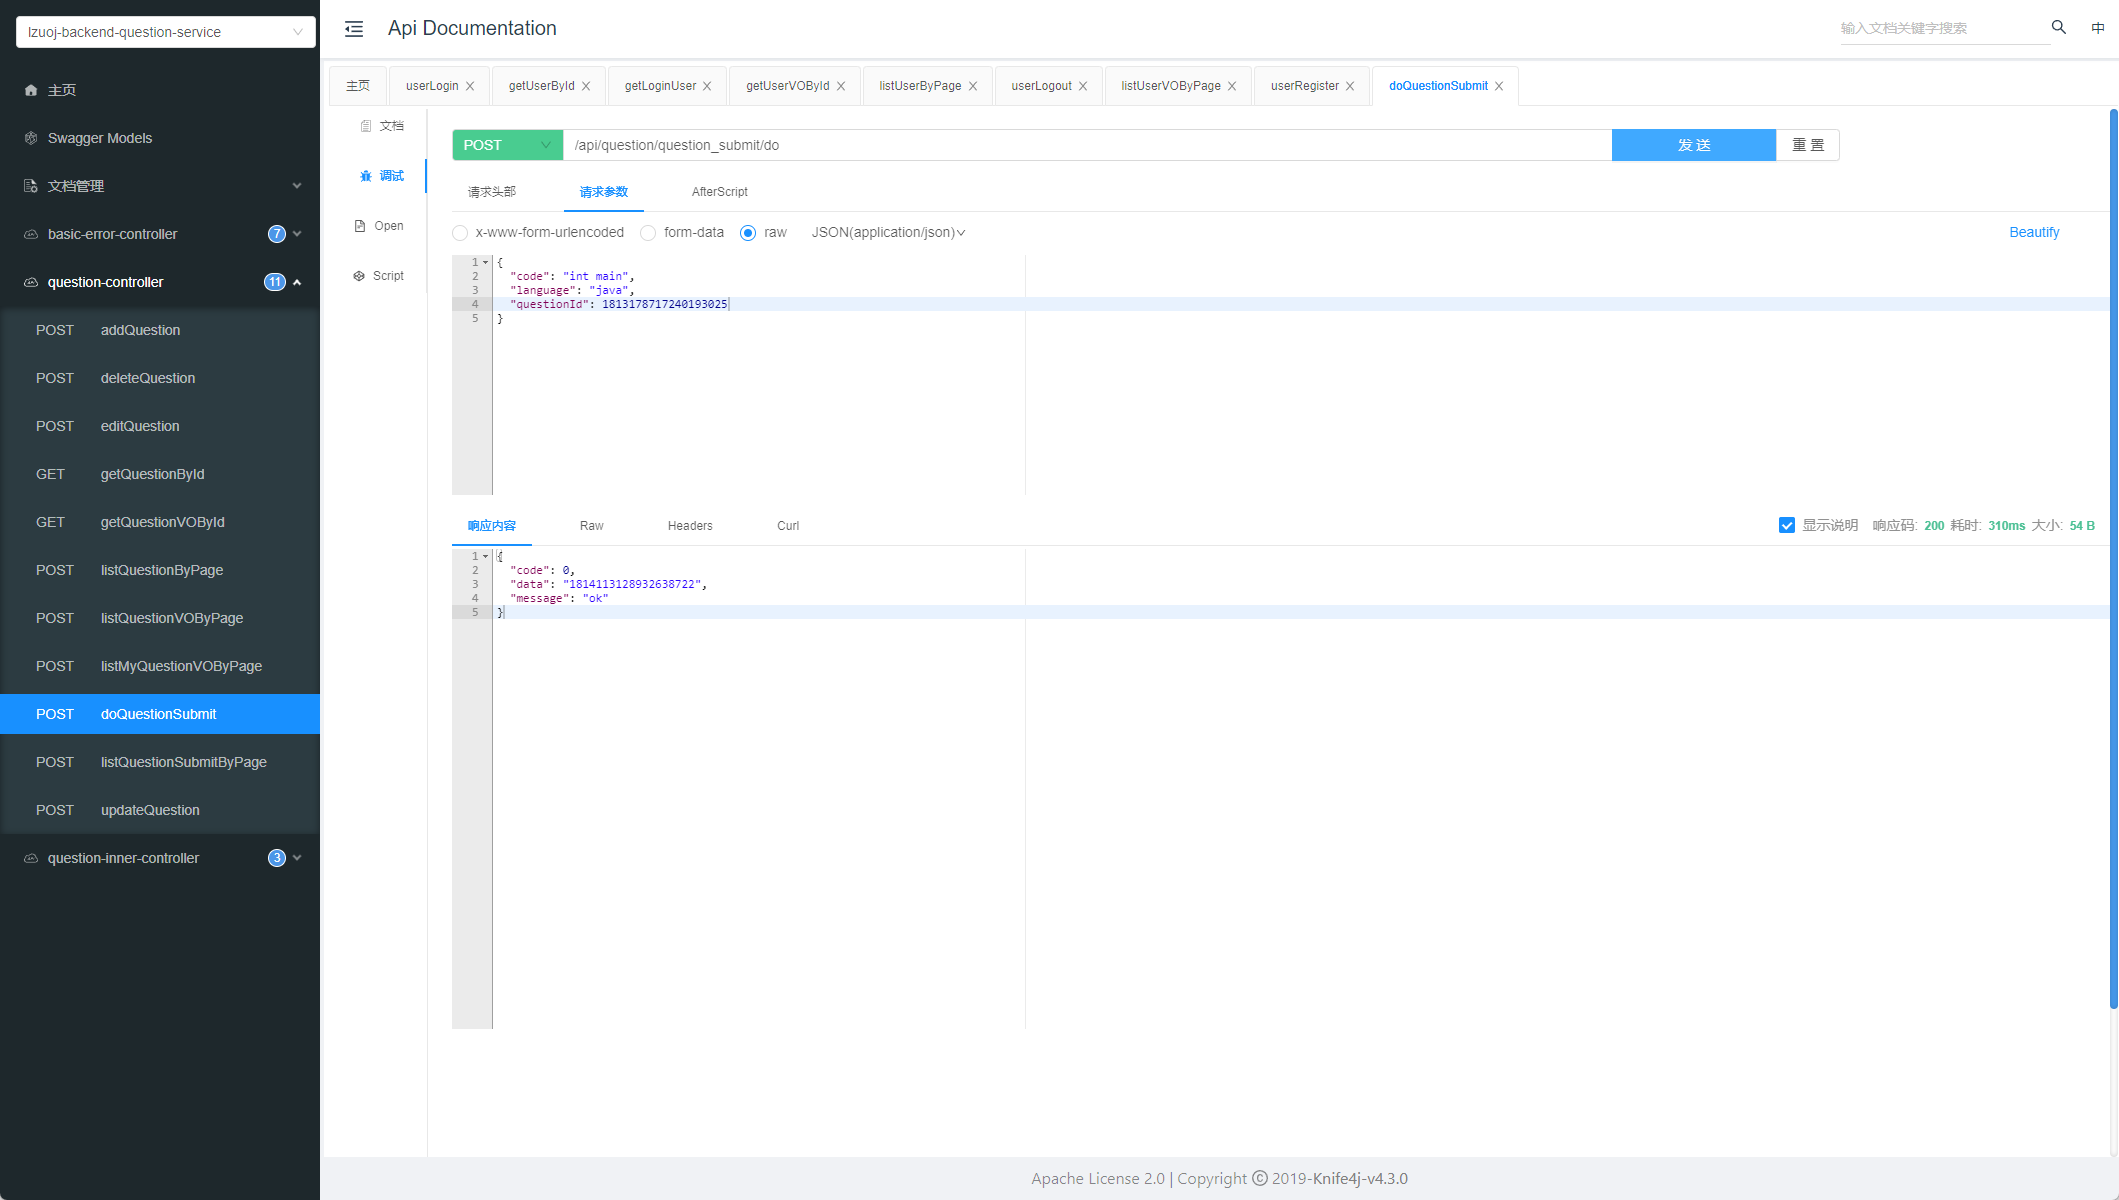 lzuoj-backend-question-service
主页
Swagger Models
文档管理
basic-error-controller 7
question-controller 11
POST addQuestion
POST deleteQuestion
POST editQuestion
GET getQuestionById
GET getQuestionVOById
POST listQuestionByPage
POST listQuestionVOByPage
POST listMyQuestionVOByPage
POST doQuestionSubmit
POST listQuestionSubmitByPage
POST updateQuestion
question-inner-controller 3
Api Documentation
输入文档关键字搜索
中
主页 userLogin getUserById getLoginUser getUserVOById listUserByPage userLogout listUserVOByPage userRegister doQuestionSubmit
文档
调试
Open
Script
POST /api/question/question_submit/do 发 送 重 置
请求头部 请求参数 AfterScript
x-www-form-urlencoded form-data raw JSON(application/json) Beautify
1 {
2 "code": "int main",
3 "language": "java",
4 "questionId": 1813178717240193025
5 }
响应内容 Raw Headers Curl 显示说明 响应码: 200 耗时: 310ms 大小: 54 B
1 {
2 "code": 0,
3 "data": "1814113128932638722",
4 "message": "ok"
5 }
Apache License 2.0 | Copyright © 2019-Knife4j-v4.3.0